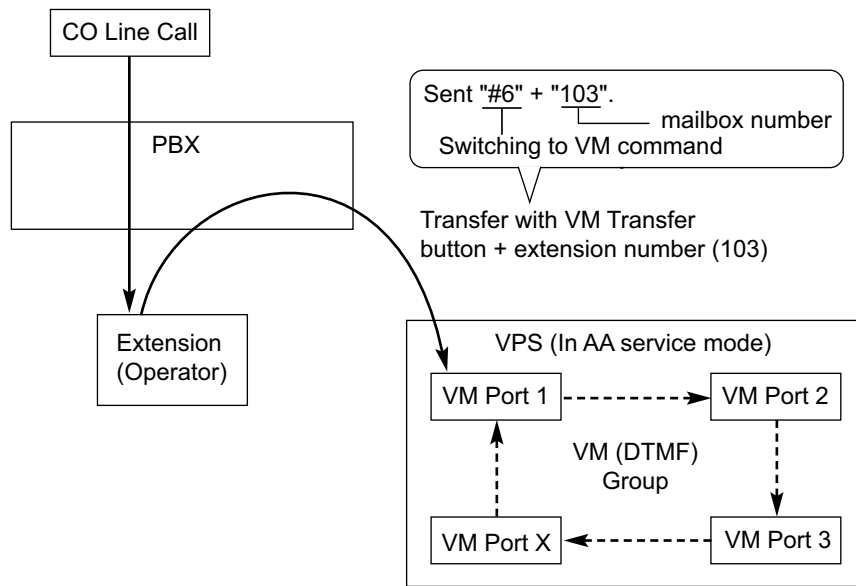 CO Line Call
PBX
Sent "#6" + "103".
mailbox number
Switching to VM command
Transfer with VM Transfer
button + extension number (103)
Extension
(Operator)
VPS (In AA service mode)
VM Port 1
VM Port 2
VM (DTMF)
Group
VM Port X
VM Port 3